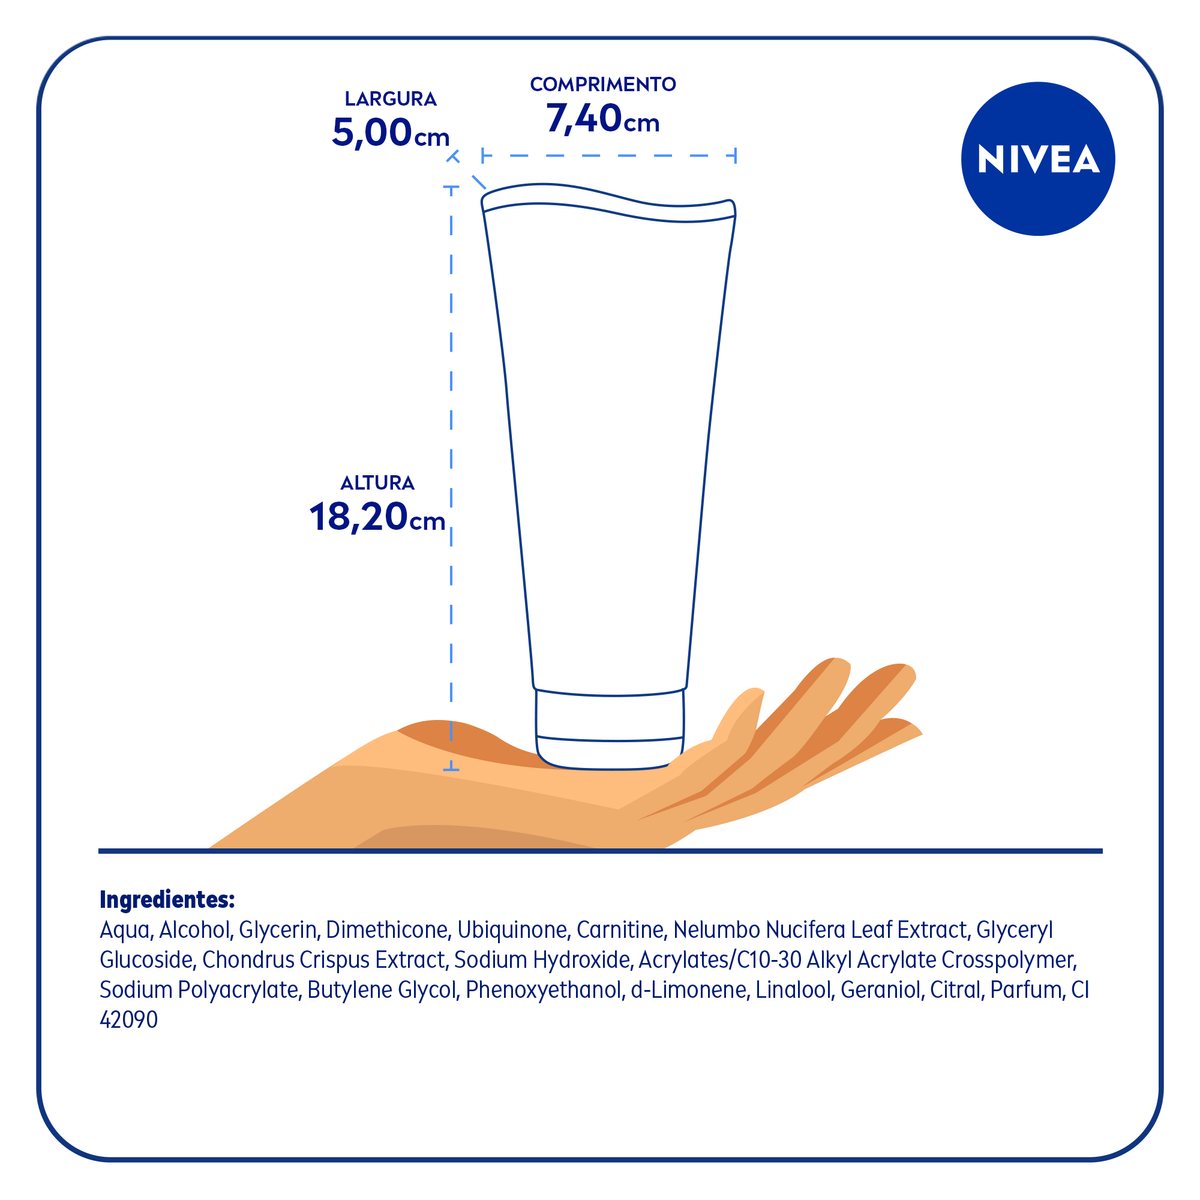 LARGURA
5,00cm
COMPRIMENTO
7,40cm
NIVEA
ALTURA
18,20cm
Ingredientes:
Aqua, Alcohol, Glycerin, Dimethicone, Ubiquinone, Carnitine, Nelumbo Nucifera Leaf Extract, Glyceryl
Glucoside, Chondrus Crispus Extract, Sodium Hydroxide, Acrylates/C10-30 Alkyl Acrylate Crosspolymer,
Sodium Polyacrylate, Butylene Glycol, Phenoxyethanol, d-Limonene, Linalool, Geraniol, Citral, Parfum, CI
42090